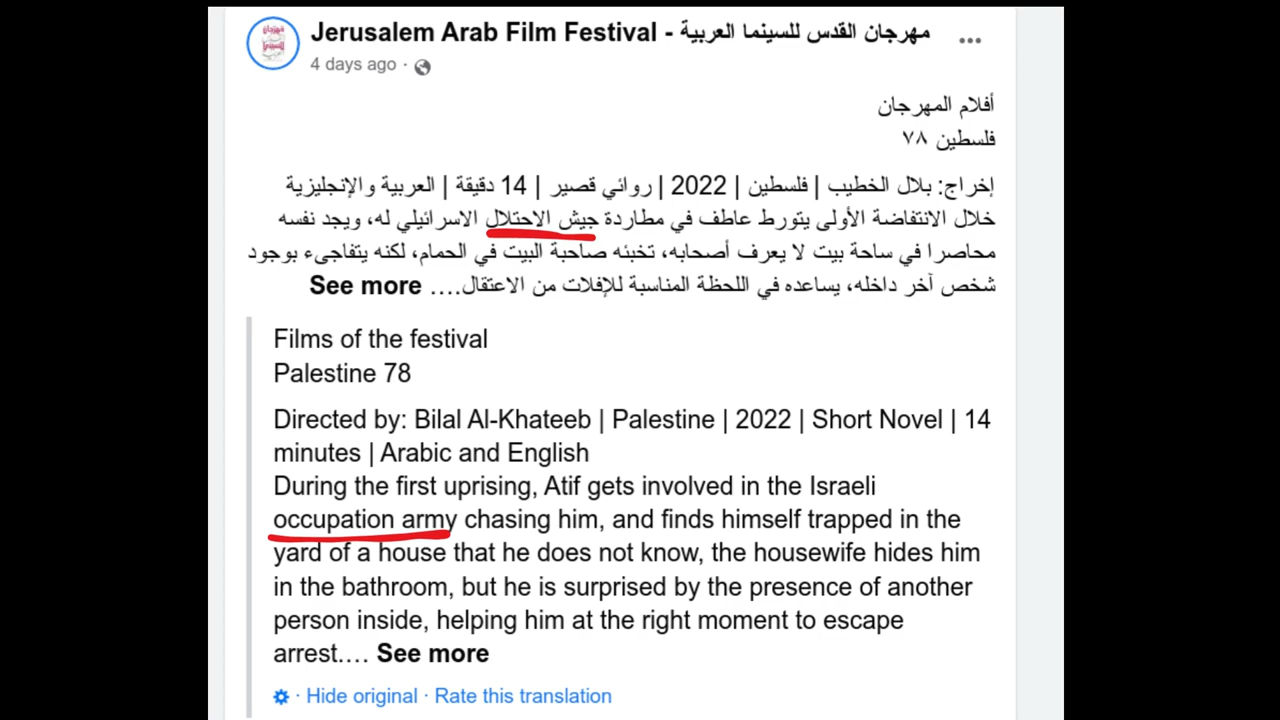 Jerusalem Arab Film Festival - مهرجان القدس للسينما العربية
4 days ago ·
أفلام المهرجان
فلسطين ٧٨
إخراج: بلال الخطيب | فلسطين | 2022 | روائي قصير | 14 دقيقة | العربية والإنجليزية
خلال الانتفاضة الأولى يتورط عاطف في مطاردة جيش الاحتلال الاسرائيلي له، ويجد نفسه
محاصرا في ساحة بيت لا يعرف أصحابه، تخبئه صاحبة البيت في الحمام، لكنه يتفاجىء بوجود
شخص آخر داخله، يساعده في اللحظة المناسبة للإفلات من الاعتقال.... See more
Films of the festival
Palestine 78
Directed by: Bilal Al-Khateeb | Palestine | 2022 | Short Novel | 14
minutes | Arabic and English
During the first uprising, Atif gets involved in the Israeli
occupation army chasing him, and finds himself trapped in the
yard of a house that he does not know, the housewife hides him
in the bathroom, but he is surprised by the presence of another
person inside, helping him at the right moment to escape
arrest.... See more
· Hide original · Rate this translation